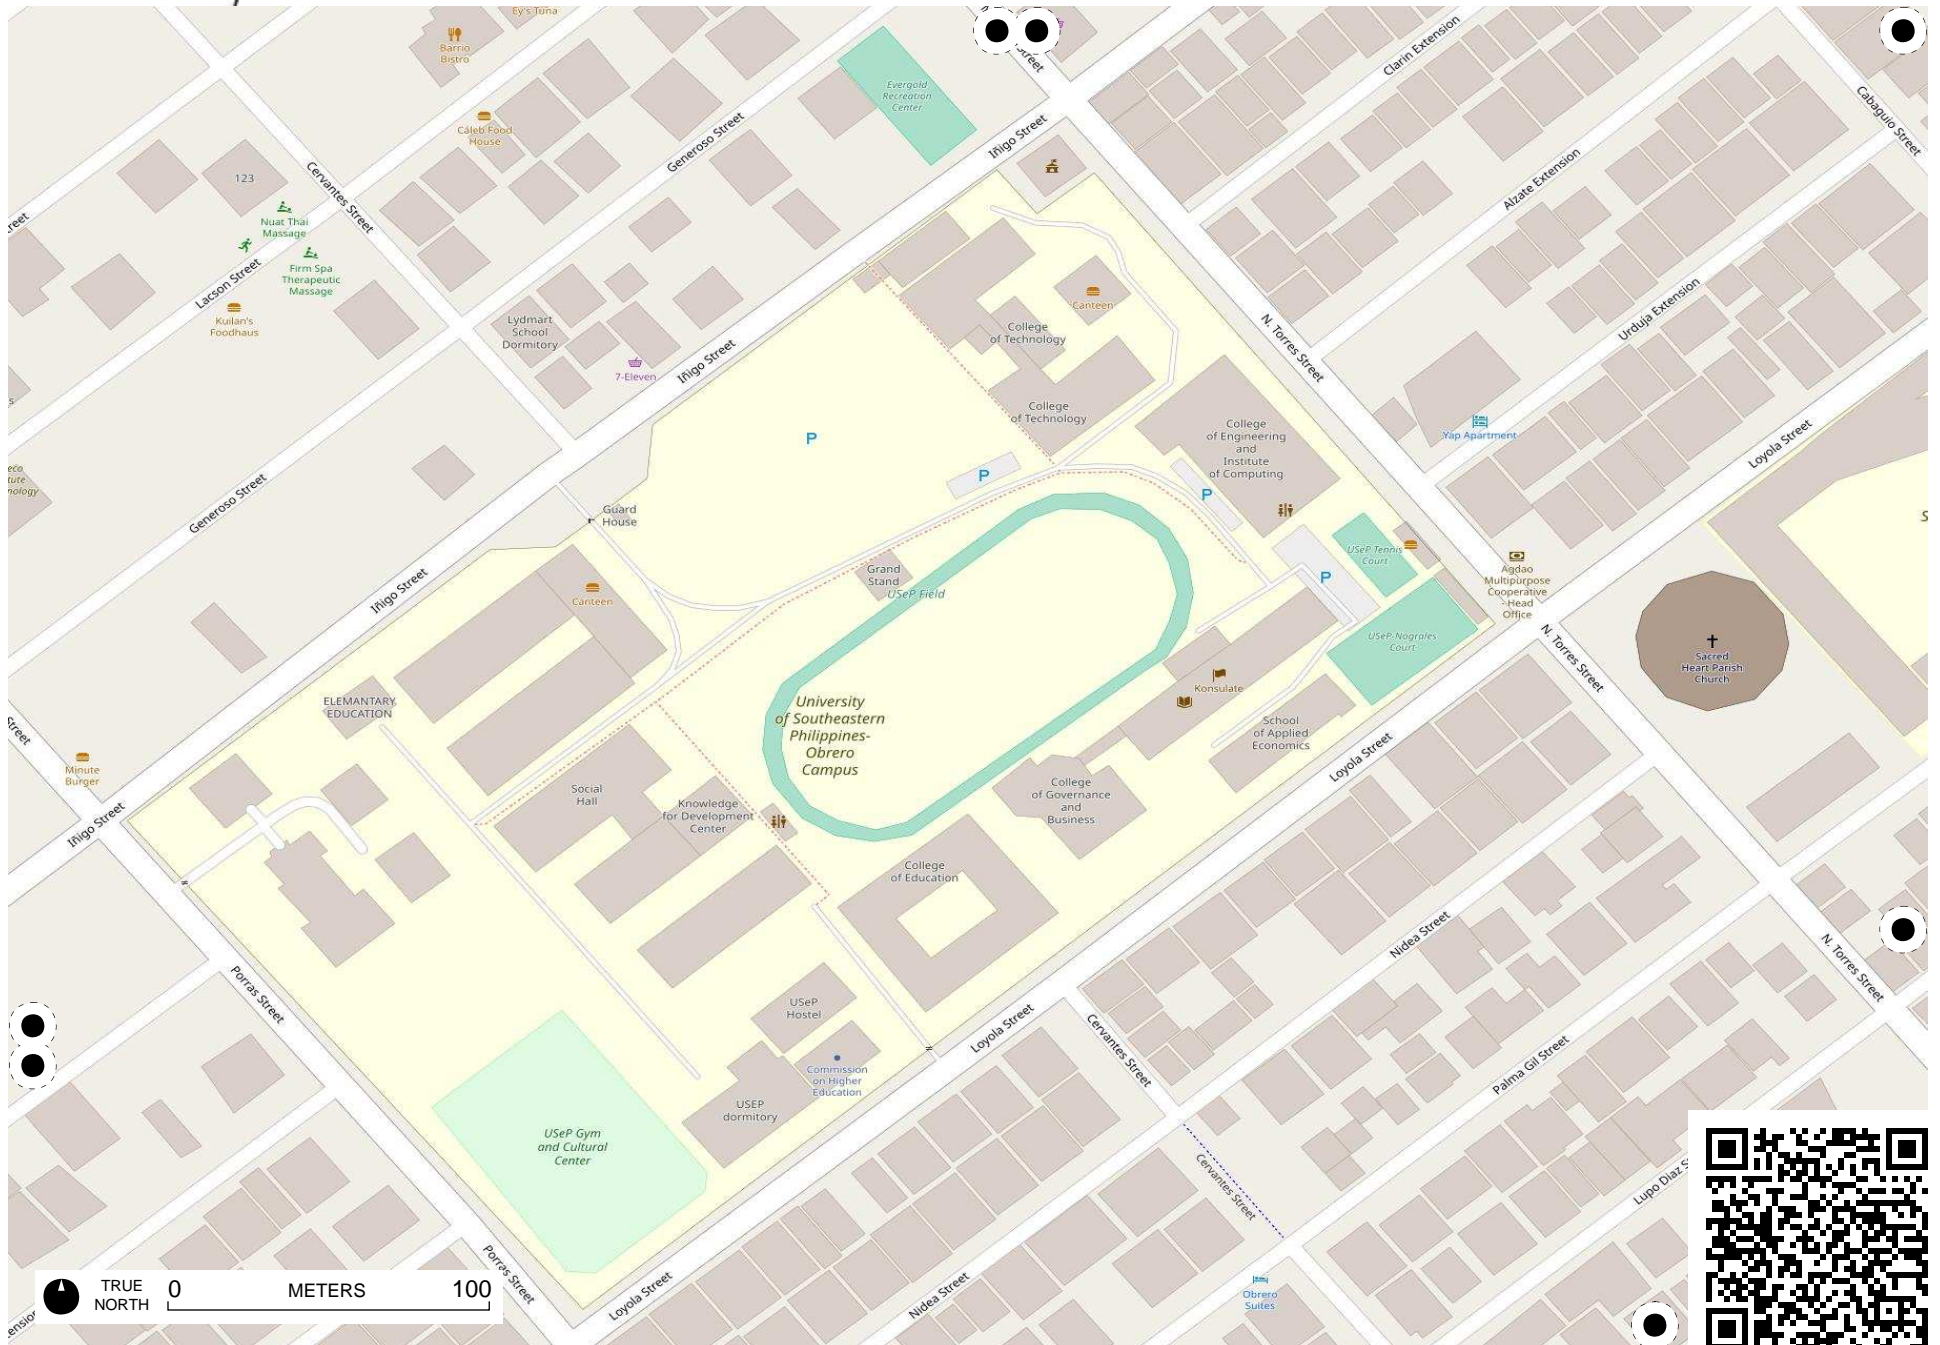 Ey's Tuna
Barrio
Bistro
Street
Clarin Extension
Evergold
Recreation
Center
Cabaguio Street
Caleb Food
House
Generoso Street
Iñigo Street
123
Cervantes Street
Alzate Extension
Nuat Thai
Massage
Firm Spa
Therapeutic
Massage
Lacson Street
Kuilan's
Foodhaus
Canteen
Urduja Extension
Lydmart
School
Dormitory
College
of Technology
N. Torres Street
Iñigo Street
7-Eleven
College
of Technology
College
of Engineering
and
Institute
of Computing
Yap Apartment
Loyola Street
P
P
P
Generoso Street
Guard
House
USeP Tennis
Court
Agdao
Multipurpose
Cooperative
- Head
Office
Grand
Stand
USeP Field
P
Iñigo Street
Canteen
USeP-Nograles
Court
N. Torres Street
Sacred
Heart Parish
Church
Konsulate
ELEMANTARY
EDUCATION
University
of Southeastern
Philippines-
Obrero
Campus
School
of Applied
Economics
Minute
Burger
Loyola Street
Social
Hall
Knowledge
for Development
Center
College
of Governance
and
Business
Iñigo Street
College
of Education
Nidea Street
N. Torres Street
Porras Street
USeP
Hostel
Loyola Street
Cervantes Street
Commission
on Higher
Education
Palma Gil Street
USEP
dormitory
USeP Gym
and Cultural
Center
Cervantes Street
Lupo Diaz S
Porras Street
Loyola Street
Nidea Street
Obrero
Suites
TRUE
NORTH
0 METERS 100